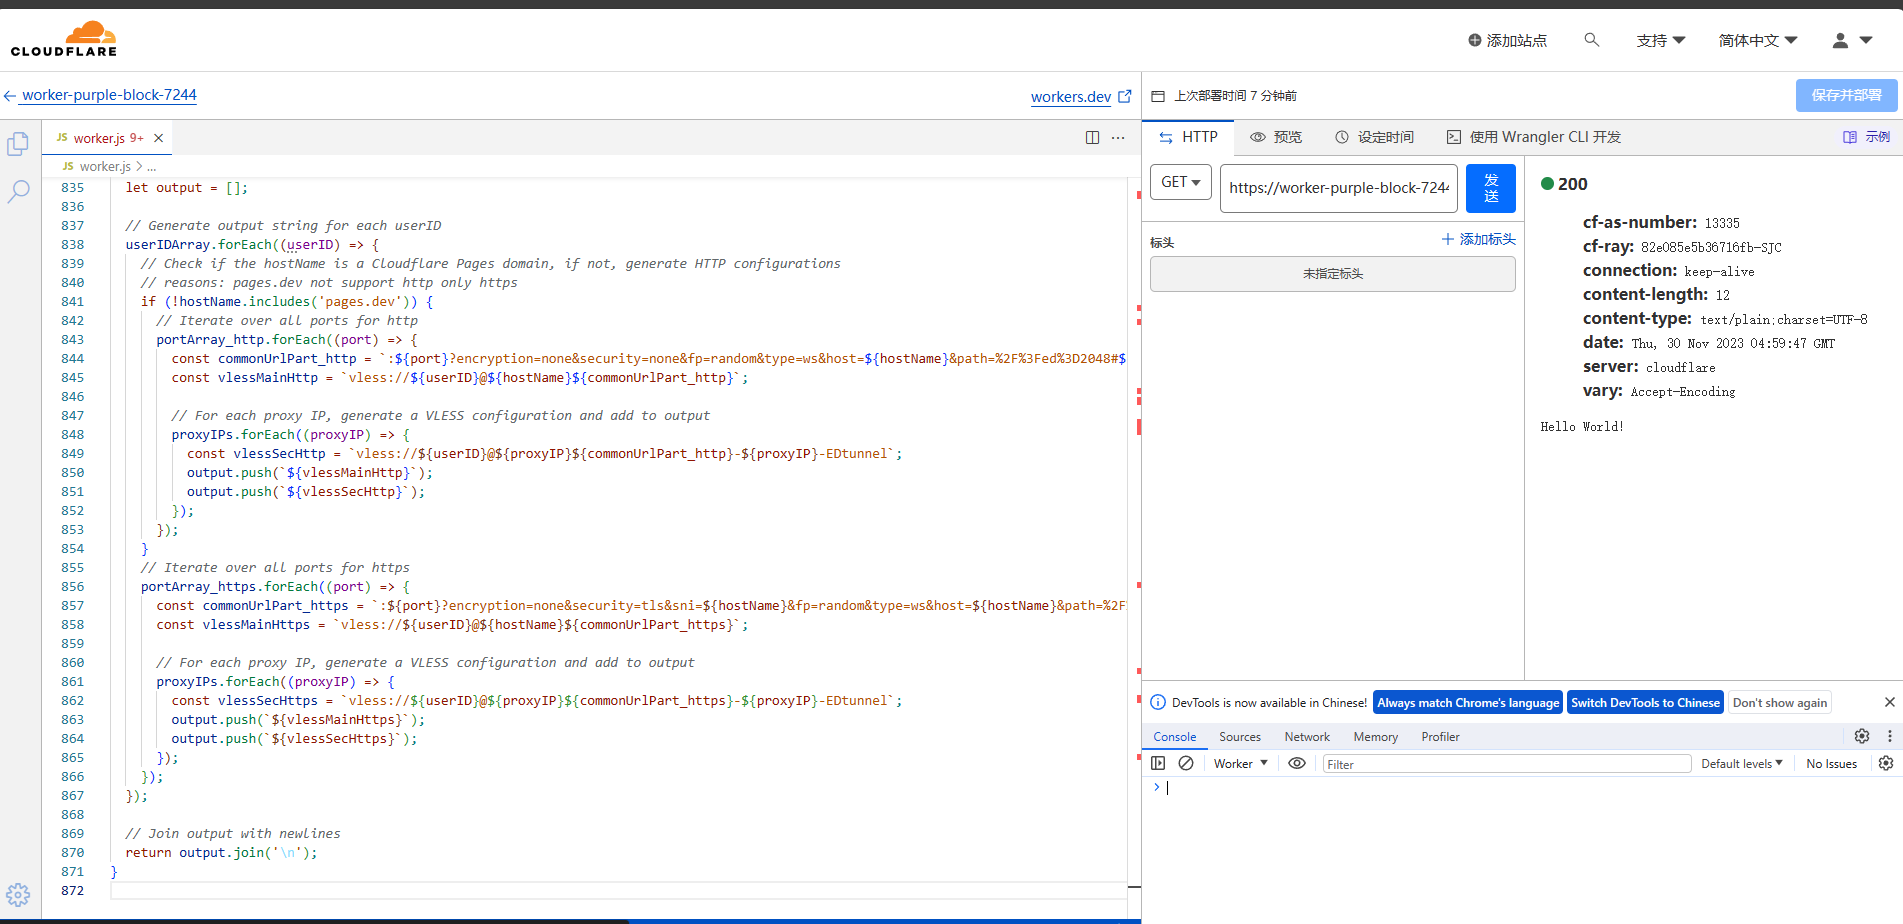 CLOUDFLARE
添加站点
支持
简体中文
worker-purple-block-7244
workers.dev
上次部署时间 7 分钟前
保存并部署
JS worker.js 9+
JS worker.js > ...
HTTP
预览
设定时间
使用 Wrangler CLI 开发
示例
835 let output = [];
836
837 // Generate output string for each userID
838 userIDArray.forEach((userID) => {
839 // Check if the hostName is a Cloudflare Pages domain, if not, generate HTTP configurations
840 // reasons: pages.dev not support http only https
841 if (!hostName.includes('pages.dev')) {
842 // Iterate over all ports for http
843 portArray_http.forEach((port) => {
844 const commonUrlPart_http = `:${port}?encryption=none&security=none&fp=random&type=ws&host=${hostName}&path=%2F%3Fed%3D2048#$
845 const vlessMainHttp = `vless://${userID}@${hostName}${commonUrlPart_http}`;
846
847 // For each proxy IP, generate a VLESS configuration and add to output
848 proxyIPs.forEach((proxyIP) => {
849 const vlessSecHttp = `vless://${userID}@${proxyIP}${commonUrlPart_http}-${proxyIP}-EDtunnel`;
850 output.push(`${vlessMainHttp}`);
851 output.push(`${vlessSecHttp}`);
852 });
853 });
854 }
855 // Iterate over all ports for https
856 portArray_https.forEach((port) => {
857 const commonUrlPart_https = `:${port}?encryption=none&security=tls&sni=${hostName}&fp=random&type=ws&host=${hostName}&path=%2F
858 const vlessMainHttps = `vless://${userID}@${hostName}${commonUrlPart_https}`;
859
860 // For each proxy IP, generate a VLESS configuration and add to output
861 proxyIPs.forEach((proxyIP) => {
862 const vlessSecHttps = `vless://${userID}@${proxyIP}${commonUrlPart_https}-${proxyIP}-EDtunnel`;
863 output.push(`${vlessMainHttps}`);
864 output.push(`${vlessSecHttps}`);
865 });
866 });
867 });
868
869 // Join output with newlines
870 return output.join('\n');
871 }
872
GET
https://worker-purple-block-724
发送
标头
+ 添加标头
未指定标头
200
cf-as-number: 13335
cf-ray: 82e085e5b36716fb-SJC
connection: keep-alive
content-length: 12
content-type: text/plain;charset=UTF-8
date: Thu, 30 Nov 2023 04:59:47 GMT
server: cloudflare
vary: Accept-Encoding
Hello World!
DevTools is now available in Chinese!
Always match Chrome's language
Switch DevTools to Chinese
Don't show again
Console
Sources
Network
Memory
Profiler
Worker
Filter
Default levels
No Issues